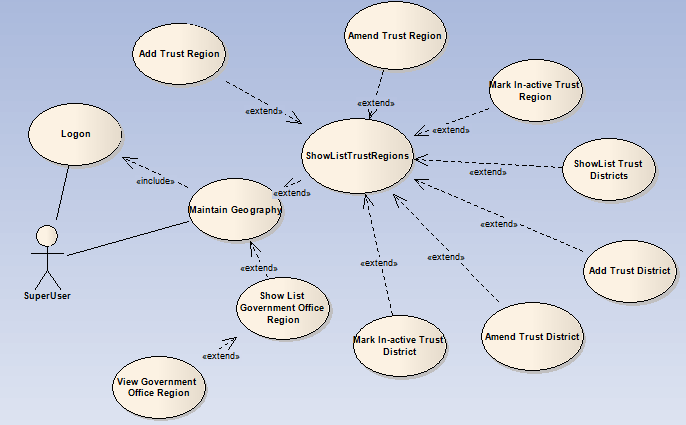 Amend Trust Region
Add Trust Region
Mark In-active Trust
Region
«extend»
«extend»
«extend»
Logon
ShowListTrustRegions
ShowList Trust
Districts
«extend»
«include»
«extend»
Maintain Geography
SuperUser
«extend»
«extend»
«extend»
«extend»
Add Trust District
Show List
Government Office
Region
«extend»
«extend»
Mark In-active Trust
District
Amend Trust District
View Government
Office Region